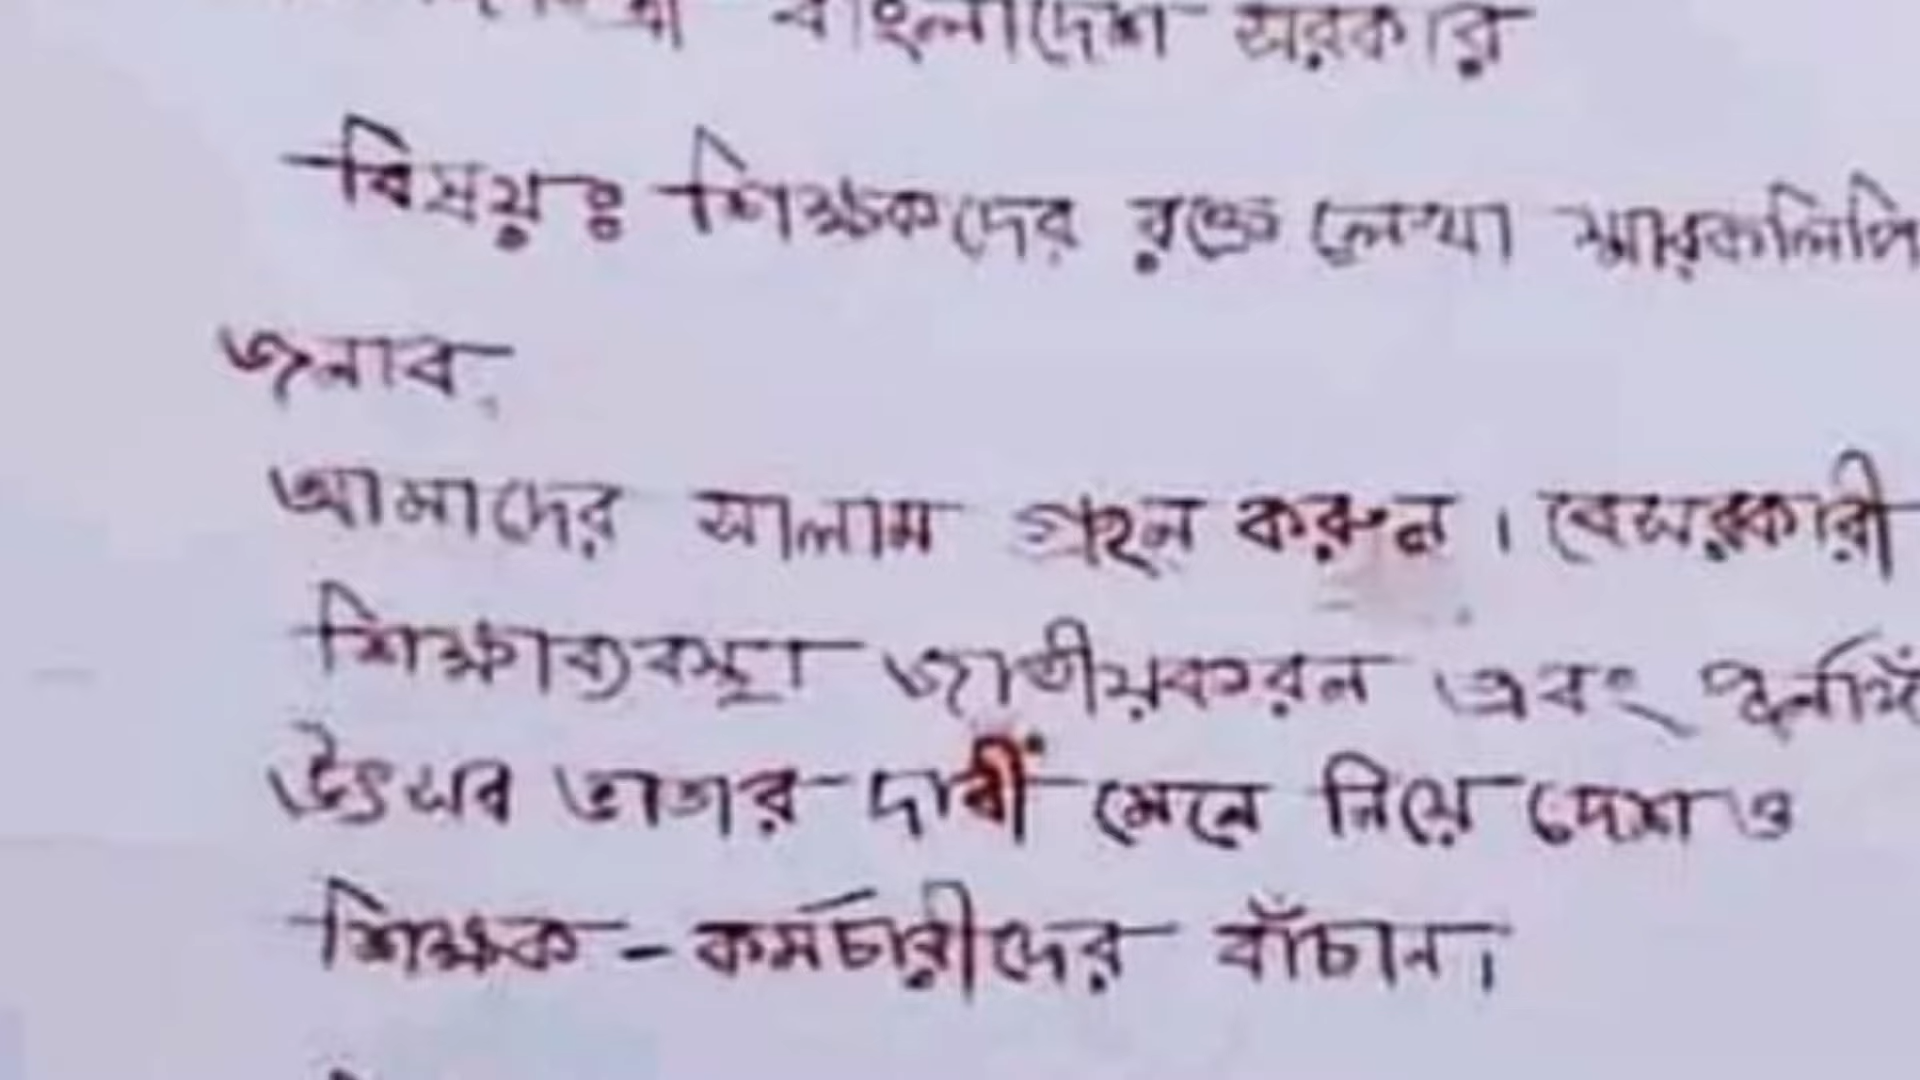 বাংলাদেশ সরকার
বিষয়ঃ শিক্ষকদের রক্তে লেখা স্মারকলিপি
জনাব,
আমাদের সালাম গ্রহন করুন। বেসরকারী
শিক্ষাব্যবস্থা জাতীয়করন এবং
উৎসব ভাতার দাবী মেনে নিয়ে দেশ ও
শিক্ষক - কর্মচারীদের বাঁচান।